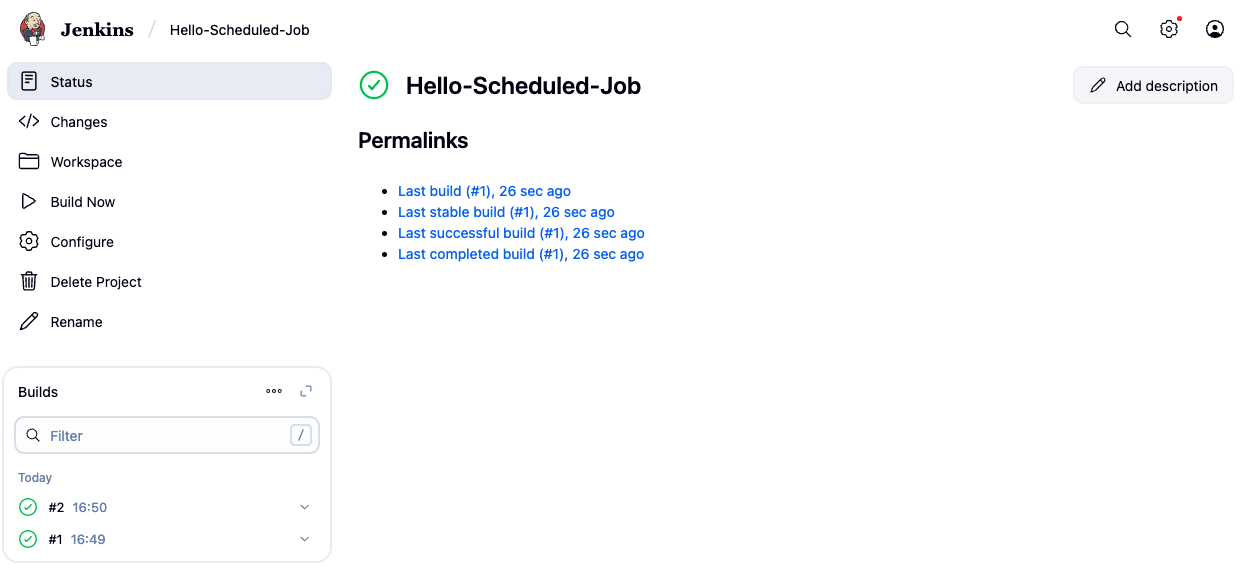 Jenkins / Hello-Scheduled-Job
Status
Changes
Workspace
Build Now
Configure
Delete Project
Rename
Builds
Filter /
Today
#2 16:50
#1 16:49
Hello-Scheduled-Job
Add description
Permalinks
Last build (#1), 26 sec ago
Last stable build (#1), 26 sec ago
Last successful build (#1), 26 sec ago
Last completed build (#1), 26 sec ago